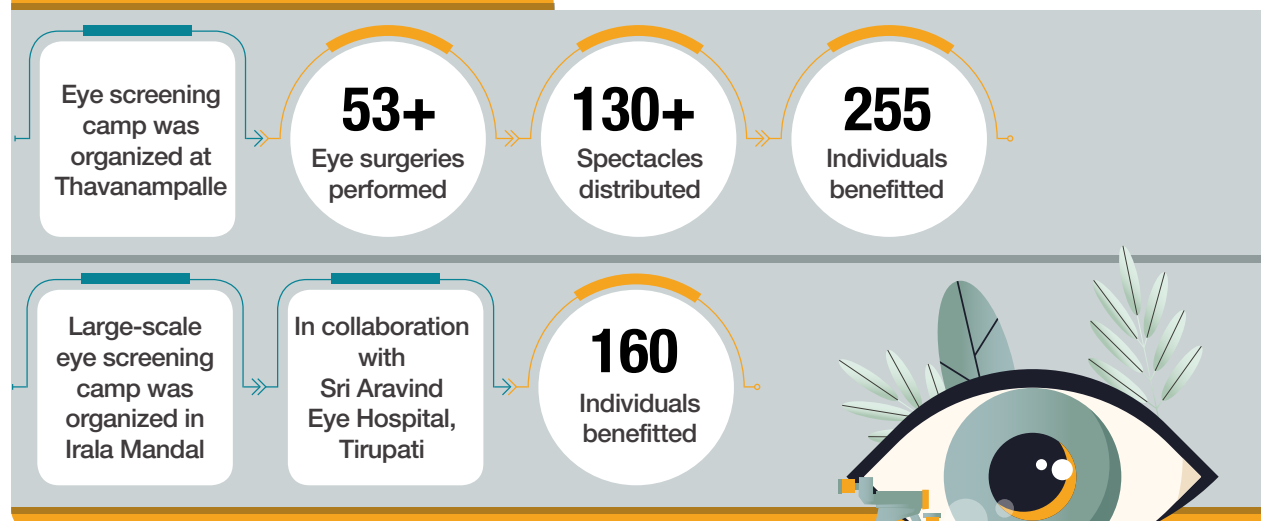 Eye screening
camp was
organized at
Thavanampalle
53+
Eye surgeries
performed
130+
Spectacles
distributed
255
Individuals
benefitted
Large-scale
eye screening
camp was
organized in
Irala Mandal
In collaboration
with
Sri Aravind
Eye Hospital,
Tirupati
160
Individuals
benefitted